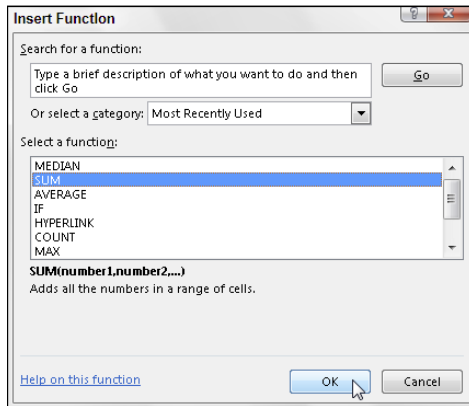 Insert Function
Search for a function:
Type a brief description of what you want to do and then
click Go
Go
Or select a category: Most Recently Used
Select a function:
MEDIAN
SUM
AVERAGE
IF
HYPERLINK
COUNT
MAX
SUM(number1,number2,...)
Adds all the numbers in a range of cells.
Help on this function
OK
Cancel